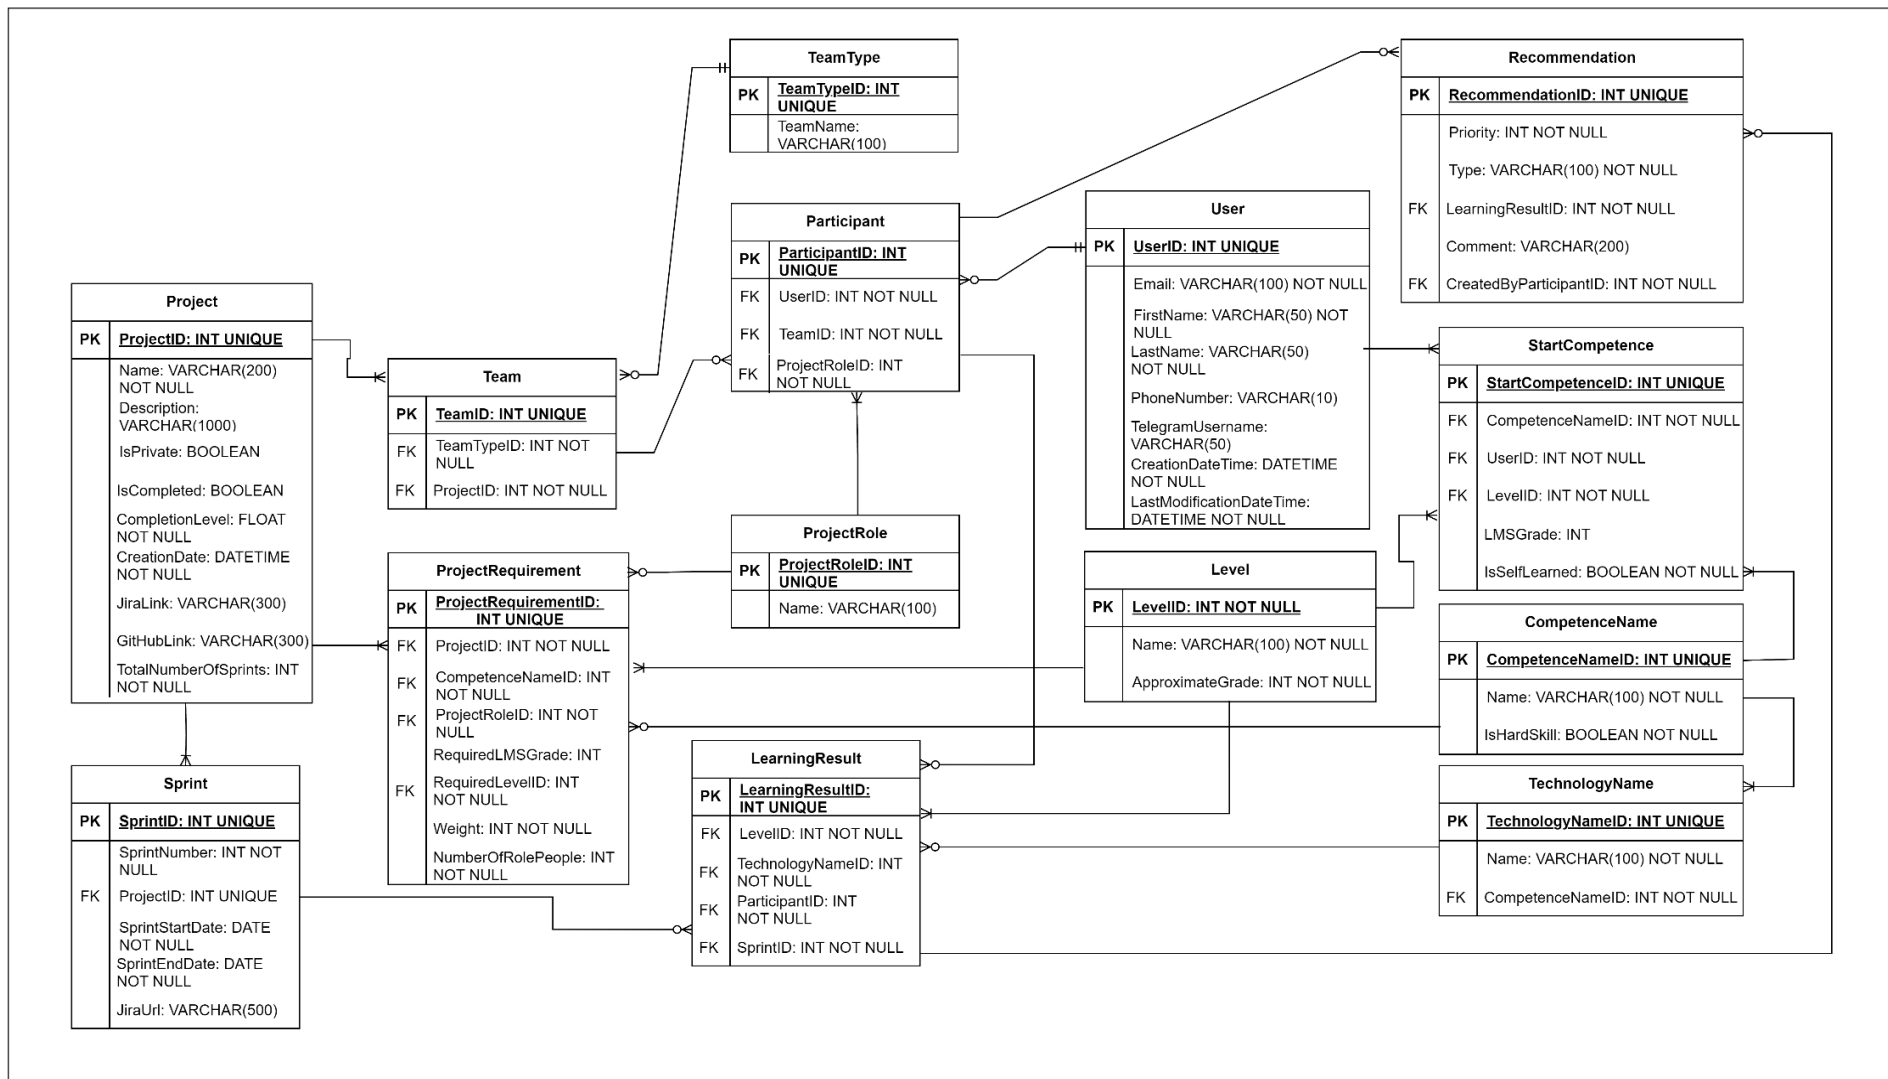 TeamType
PK
TeamTypeID: INT
UNIQUE
TeamName:
VARCHAR(100)
Recommendation
PK
RecommendationID: INT UNIQUE
Priority: INT NOT NULL
Type: VARCHAR(100) NOT NULL
FK
LearningResultID: INT NOT NULL
Comment: VARCHAR(200)
FK
CreatedByParticipantID: INT NOT NULL
Participant
PK
ParticipantID: INT
UNIQUE
FK
UserID: INT NOT NULL
FK
TeamID: INT NOT NULL
FK
ProjectRoleID: INT
NOT NULL
User
PK
UserID: INT UNIQUE
Email: VARCHAR(100) NOT NULL
FirstName: VARCHAR(50) NOT
NULL
LastName: VARCHAR(50)
NOT NULL
PhoneNumber: VARCHAR(10)
TelegramUsername:
VARCHAR(50)
CreationDateTime: DATETIME
NOT NULL
LastModificationDateTime:
DATETIME NOT NULL
Project
PK
ProjectID: INT UNIQUE
Name: VARCHAR(200)
NOT NULL
Description:
VARCHAR(1000)
IsPrivate: BOOLEAN
IsCompleted: BOOLEAN
CompletionLevel: FLOAT
NOT NULL
CreationDate: DATETIME
NOT NULL
JiraLink: VARCHAR(300)
GitHubLink: VARCHAR(300)
TotalNumberOfSprints: INT
NOT NULL
Team
PK
TeamID: INT UNIQUE
FK
TeamTypeID: INT NOT
NULL
FK
ProjectID: INT NOT NULL
StartCompetence
PK
StartCompetenceID: INT UNIQUE
FK
CompetenceNameID: INT NOT NULL
FK
UserID: INT NOT NULL
FK
LevelID: INT NOT NULL
LMSGrade: INT
IsSelfLearned: BOOLEAN NOT NULL
ProjectRole
PK
ProjectRoleID: INT
UNIQUE
Name: VARCHAR(100)
ProjectRequirement
PK
ProjectRequirementID:
INT UNIQUE
FK
ProjectID: INT NOT NULL
FK
CompetenceNameID: INT
NOT NULL
FK
ProjectRoleID: INT NOT
NULL
RequiredLMSGrade: INT
FK
RequiredLevelID: INT
NOT NULL
Weight: INT NOT NULL
NumberOfRolePeople: INT
NOT NULL
Level
PK
LevelID: INT NOT NULL
Name: VARCHAR(100) NOT NULL
ApproximateGrade: INT NOT NULL
CompetenceName
PK
CompetenceNameID: INT UNIQUE
Name: VARCHAR(100) NOT NULL
IsHardSkill: BOOLEAN NOT NULL
Sprint
PK
SprintID: INT UNIQUE
SprintNumber: INT NOT
NULL
FK
ProjectID: INT UNIQUE
SprintStartDate: DATE
NOT NULL
SprintEndDate: DATE
NOT NULL
JiraUrl: VARCHAR(500)
LearningResult
PK
LearningResultID:
INT UNIQUE
FK
LevelID: INT NOT NULL
FK
TechnologyNameID: INT
NOT NULL
FK
ParticipantID: INT
NOT NULL
FK
SprintID: INT NOT NULL
TechnologyName
PK
TechnologyNameID: INT UNIQUE
Name: VARCHAR(100) NOT NULL
FK
CompetenceNameID: INT NOT NULL